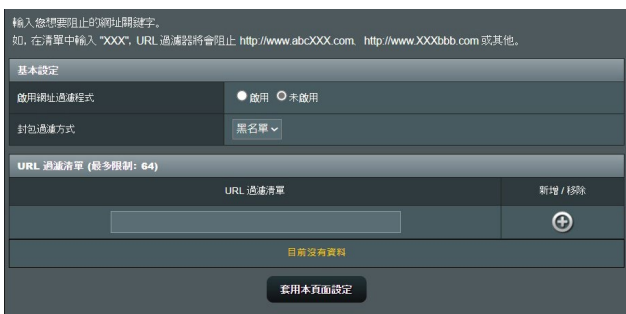 輸入您想要阻止的網址關鍵字。
如, 在清單中輸入 "XXX", URL 過濾器將會阻止 http://www.abcXXX.com, http://www.XXXbbb.com 或其他。
基本設定
啟用網址過濾程式 啟用 未啟用
封包過濾方式 黑名單
URL 過濾清單 (最多限制: 64)
URL 過濾清單 新增 / 移除
目前沒有資料
套用本頁面設定